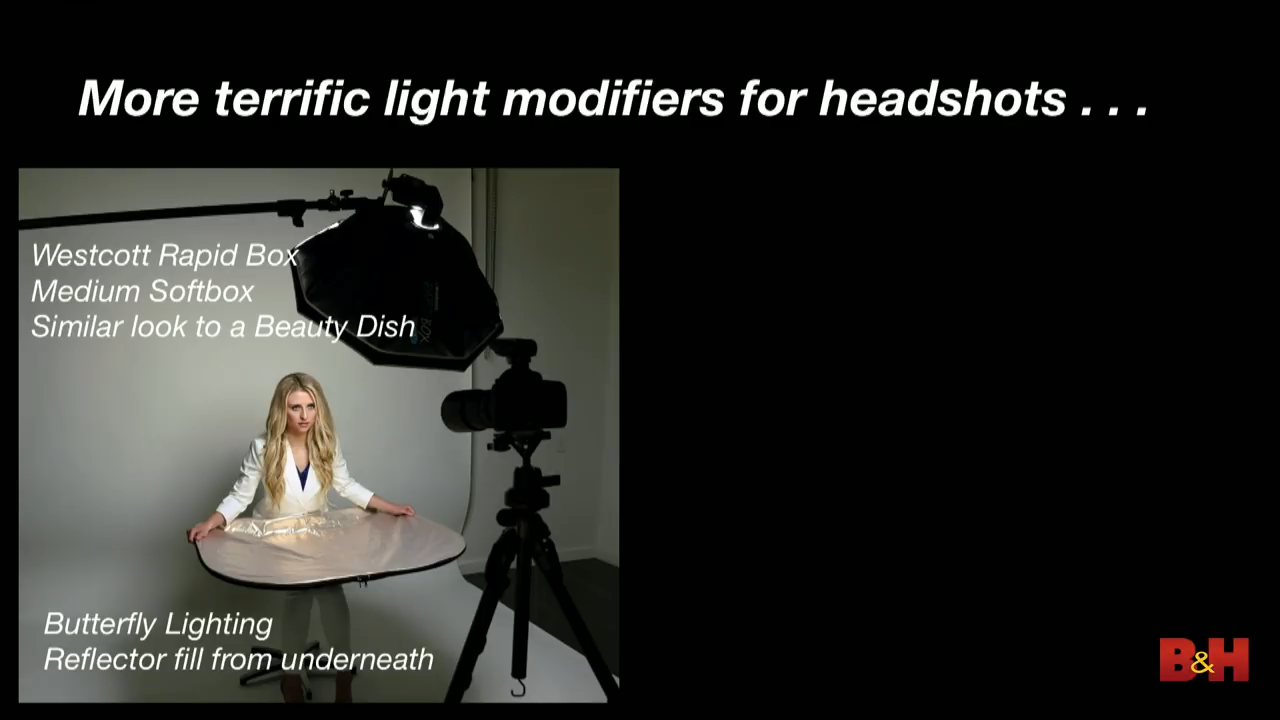 More terrific light modifiers for headshots . . .
Westcott Rapid Box
Medium Softbox
Similar look to a Beauty Dish
Butterfly Lighting
Reflector fill from underneath
B&H